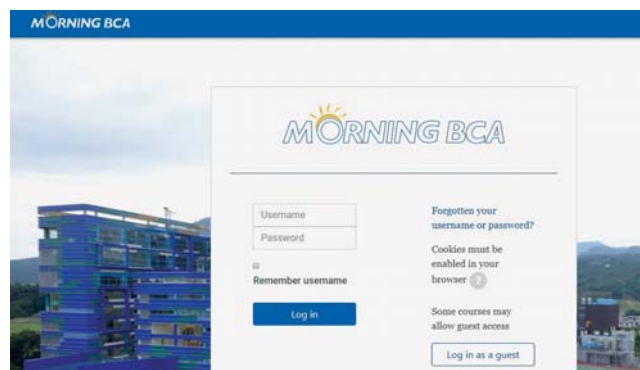 MORNING BCA
MORNING BCA
Username
Password
Remember username
Log in
Forgotten your
username or password?
Cookies must be
enabled in your
browser ?
Some courses may
allow guest access
Log in as a guest